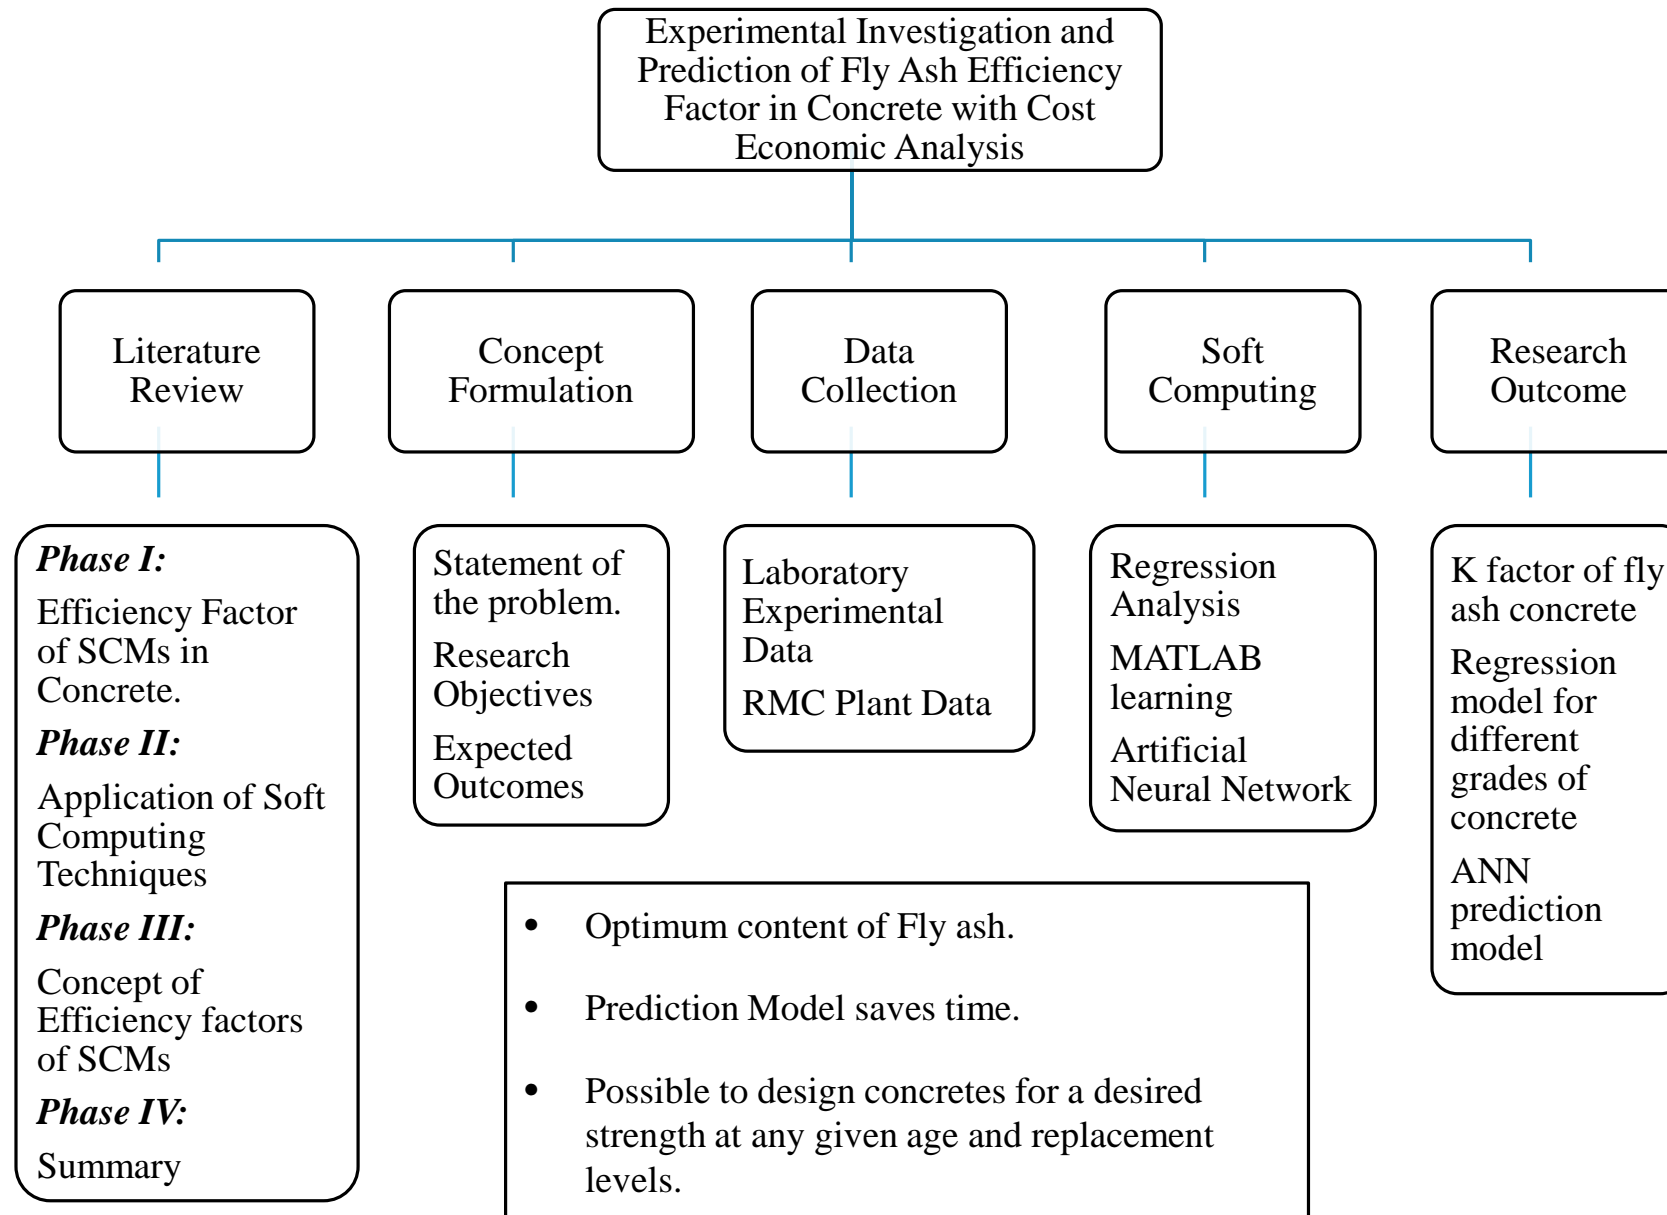 Experimental Investigation and
Prediction of Fly Ash Efficiency
Factor in Concrete with Cost
Economic Analysis
Literature
Review
Concept
Formulation
Data
Collection
Soft
Computing
Research
Outcome
Phase I:
Efficiency Factor
of SCMs in
Concrete.
Phase II:
Application of Soft
Computing
Techniques
Phase III:
Concept of
Efficiency factors
of SCMs
Phase IV:
Summary
Statement of
the problem.
Research
Objectives
Expected
Outcomes
Laboratory
Experimental
Data
RMC Plant Data
Regression
Analysis
MATLAB
learning
Artificial
Neural Network
K factor of fly
ash concrete
Regression
model for
different
grades of
concrete
ANN
prediction
model
• Optimum content of Fly ash.
• Prediction Model saves time.
• Possible to design concretes for a desired
strength at any given age and replacement
levels.